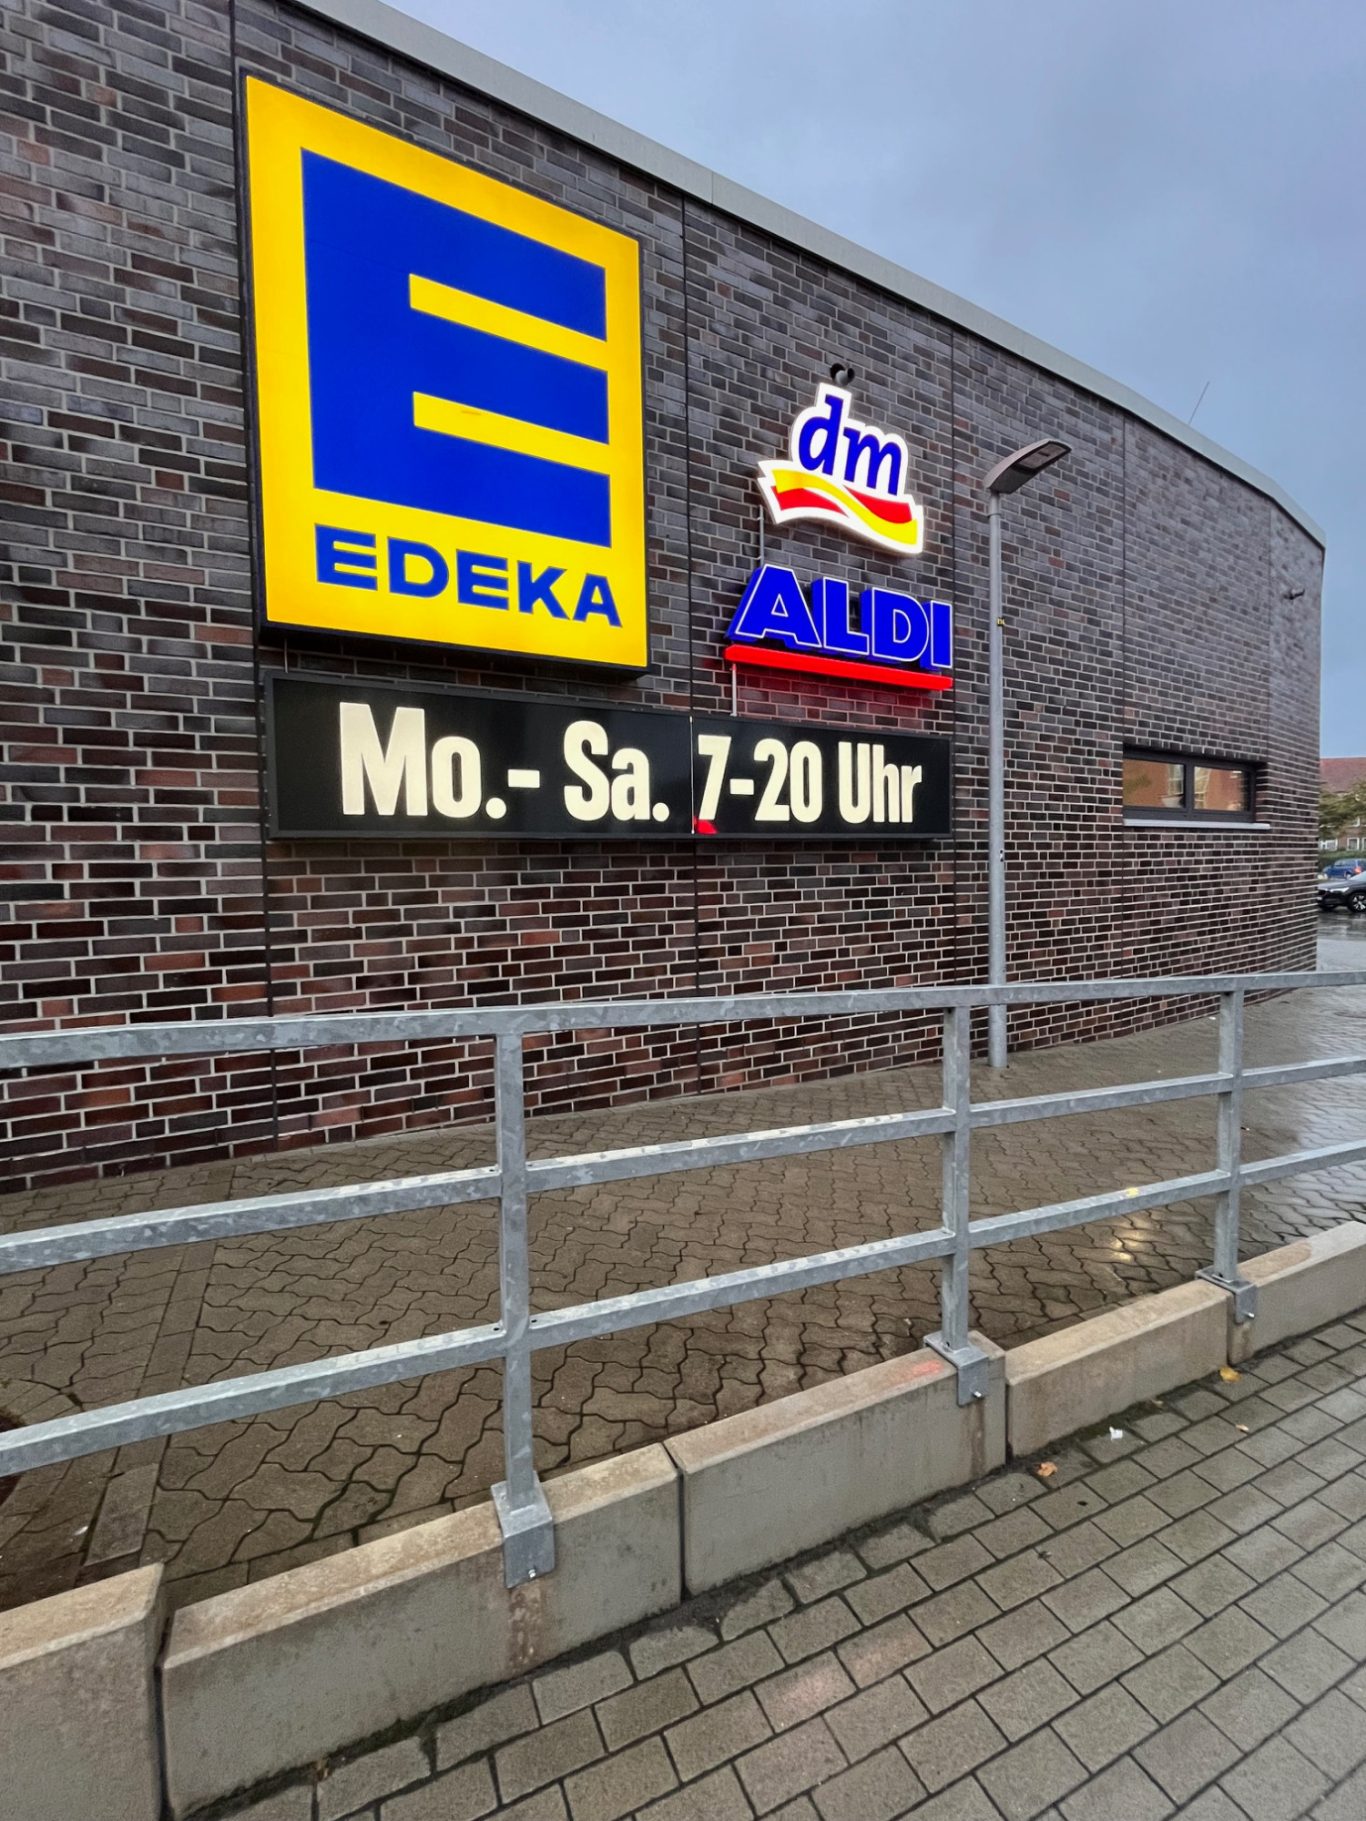 E
EDEKA
dm
ALDI
Mo.- Sa. 7-20 Uhr